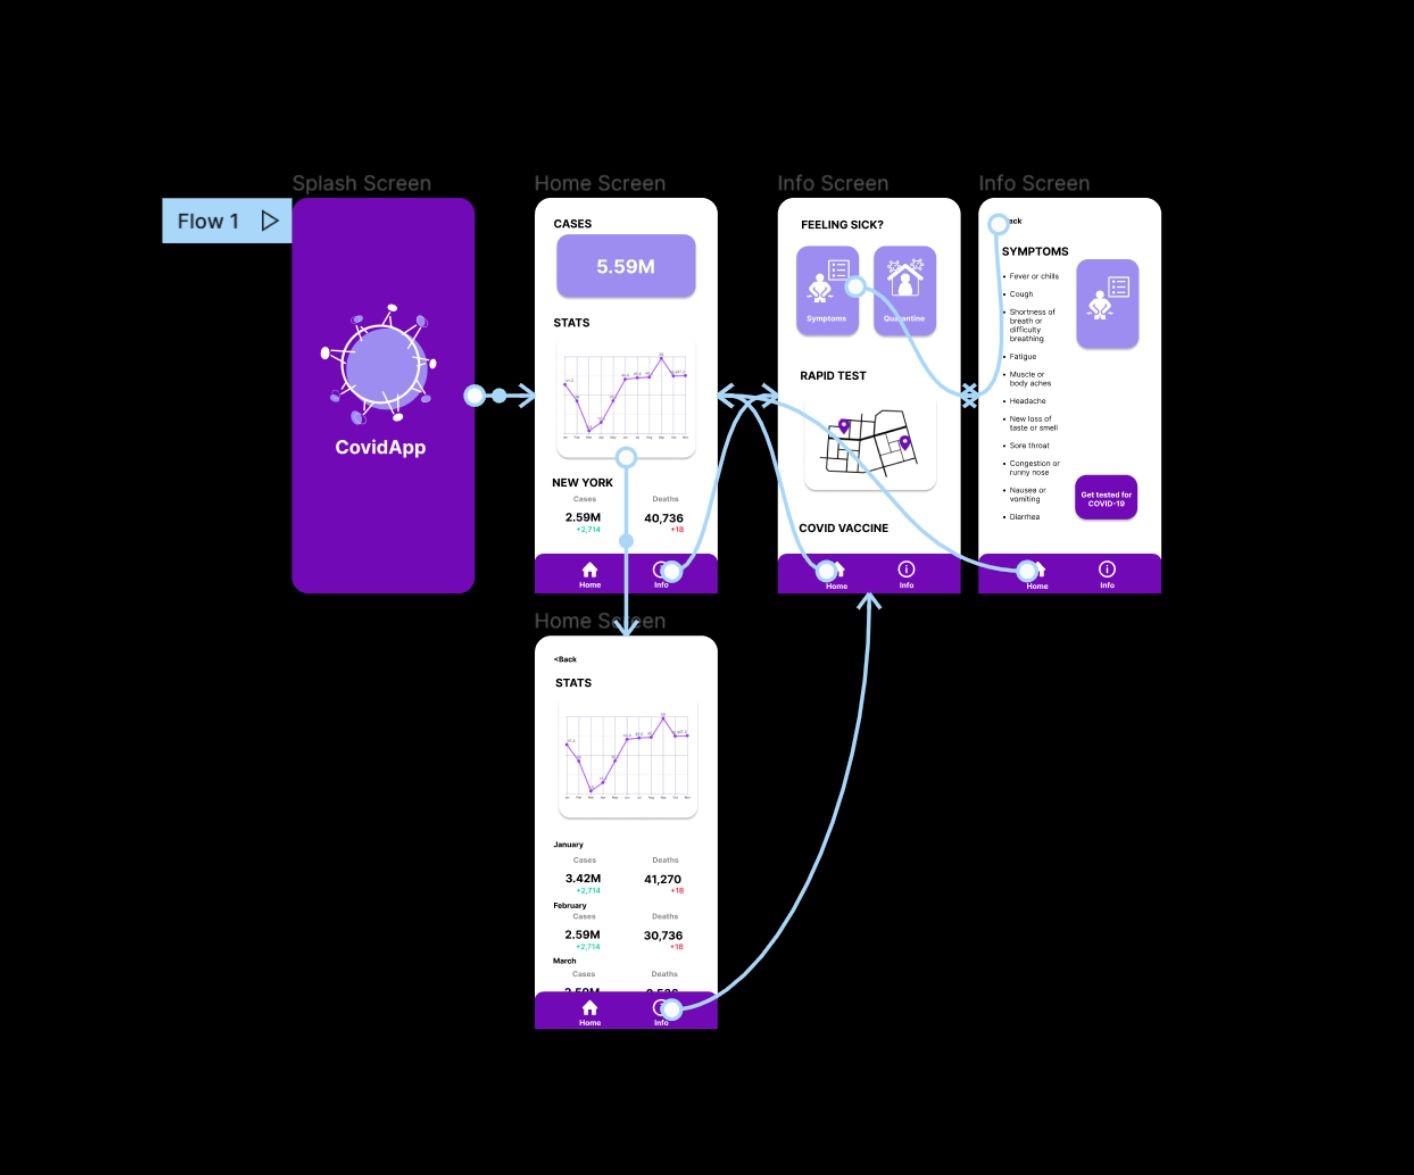 Splash Screen
Flow 1
CovidApp
Home Screen
CASES
5.59M
STATS
NEW YORK
Cases
Deaths
2.59M
40,736
+2,714
+18
Home
Info
Info Screen
FEELING SICK?
Symptoms
Quarantine
RAPID TEST
COVID VACCINE
Home
Info
Info Screen
ack
SYMPTOMS
• Fever or chills
• Cough
• Shortness of
breath or
difficulty
breathing
• Fatigue
• Muscle or
body aches
• Headache
• New loss of
taste or smell
• Sore throat
• Congestion or
runny nose
• Nausea or
vomiting
• Diarrhea
Get tested for
COVID-19
Home
Info
Home Screen
<Back
STATS
January
Cases
Deaths
3.42M
41,270
+2,714
+18
February
Cases
Deaths
2.59M
30,736
+2,714
+18
March
Cases
Deaths
Home
Info